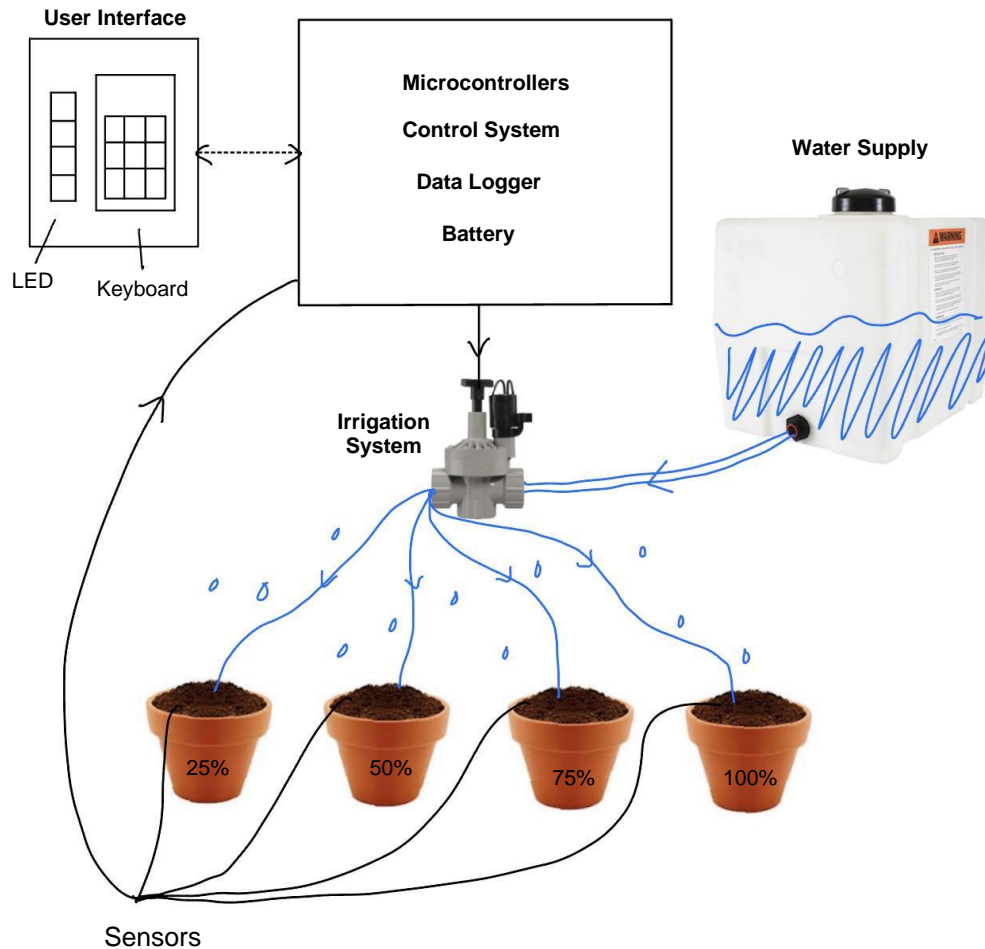 User Interface
LED
Keyboard
Microcontrollers
Control System
Data Logger
Battery
Water Supply
WARNING
Irrigation
System
25%
50%
75%
100%
Sensors